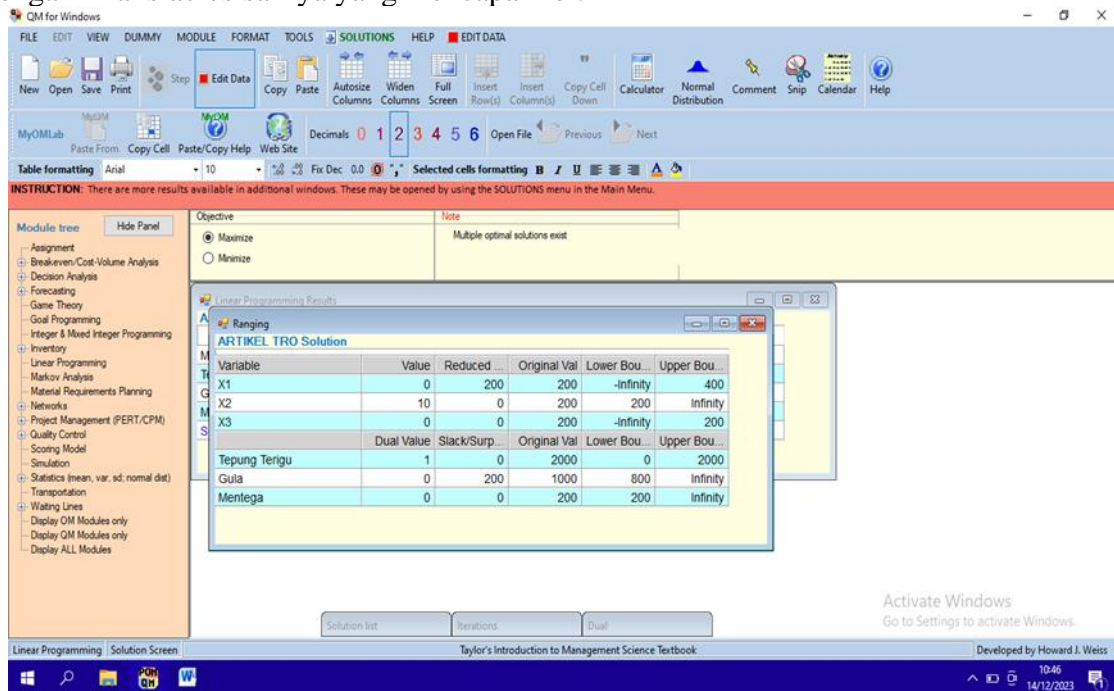 QM for Windows
FILE EDIT VIEW DUMMY MODULE FORMAT TOOLS SOLUTIONS HELP EDIT DATA
New Open Save Print Step Edit Data Copy Paste Autosize Columns Widen Columns Full Screen Insert Row(s) Insert Column(s) Copy Cell Down Calculator Normal Distribution Comment Snip Calendar Help
MyOMLab Paste From Copy Cell Paste/Copy Help Web Site Decimals 0 1 2 3 4 5 6 Open File Previous Next
Table formatting Arial 10 Fix Dec 0.0 Selected cells formatting B I U
INSTRUCTION: There are more results available in additional windows. These may be opened by using the SOLUTIONS menu in the Main Menu.
Module tree Hide Panel
Assignment
Breakeven/Cost-Volume Analysis
Decision Analysis
Forecasting
Game Theory
Goal Programming
Integer & Mixed Integer Programming
Inventory
Linear Programming
Markov Analysis
Material Requirements Planning
Networks
Project Management (PERT/CPM)
Quality Control
Scoring Model
Simulation
Statistics (mean, var, sd; normal dist)
Transportation
Waiting Lines
Display OM Modules only
Display QM Modules only
Display ALL Modules
Objective
Maximize
Minimize
Note
Multiple optimal solutions exist
Linear Programming Results
Ranging
ARTIKEL TRO Solution
Variable Value Reduced ... Original Val Lower Bou... Upper Bou...
X1 0 200 200 -Infinity 400
X2 10 0 200 200 Infinity
X3 0 0 200 -Infinity 200
Dual Value Slack/Surp... Original Val Lower Bou... Upper Bou...
Tepung Terigu 1 0 2000 0 2000
Gula 0 200 1000 800 Infinity
Mentega 0 0 200 200 Infinity
Solution list Iterations Dual
Activate Windows
Go to Settings to activate Windows.
Linear Programming Solution Screen Taylor's Introduction to Management Science Textbook Developed by Howard J. Weiss
10:46
14/12/2023